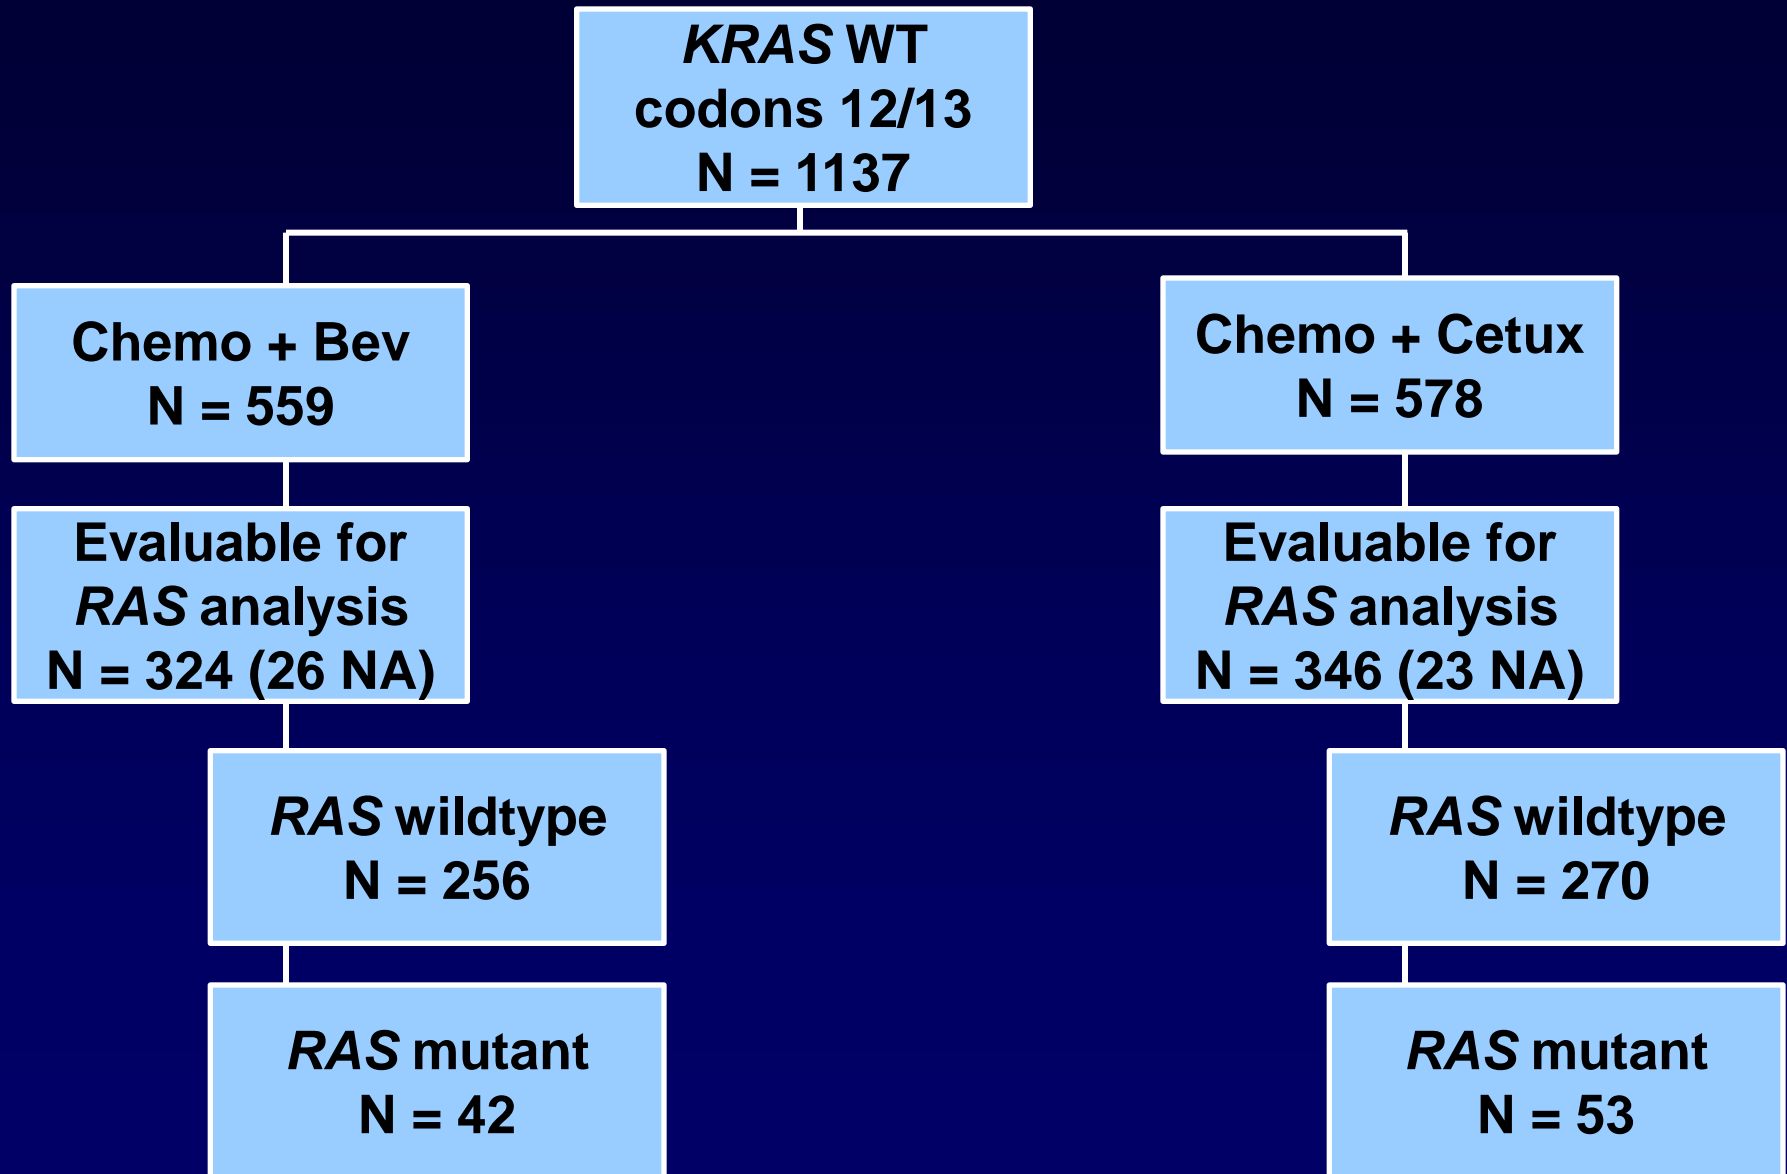 KRAS WT
codons 12/13
N = 1137
Chemo + Bev
N = 559
Chemo + Cetux
N = 578
Evaluable for
RAS analysis
N = 324 (26 NA)
Evaluable for
RAS analysis
N = 346 (23 NA)
RAS wildtype
N = 256
RAS wildtype
N = 270
RAS mutant
N = 42
RAS mutant
N = 53